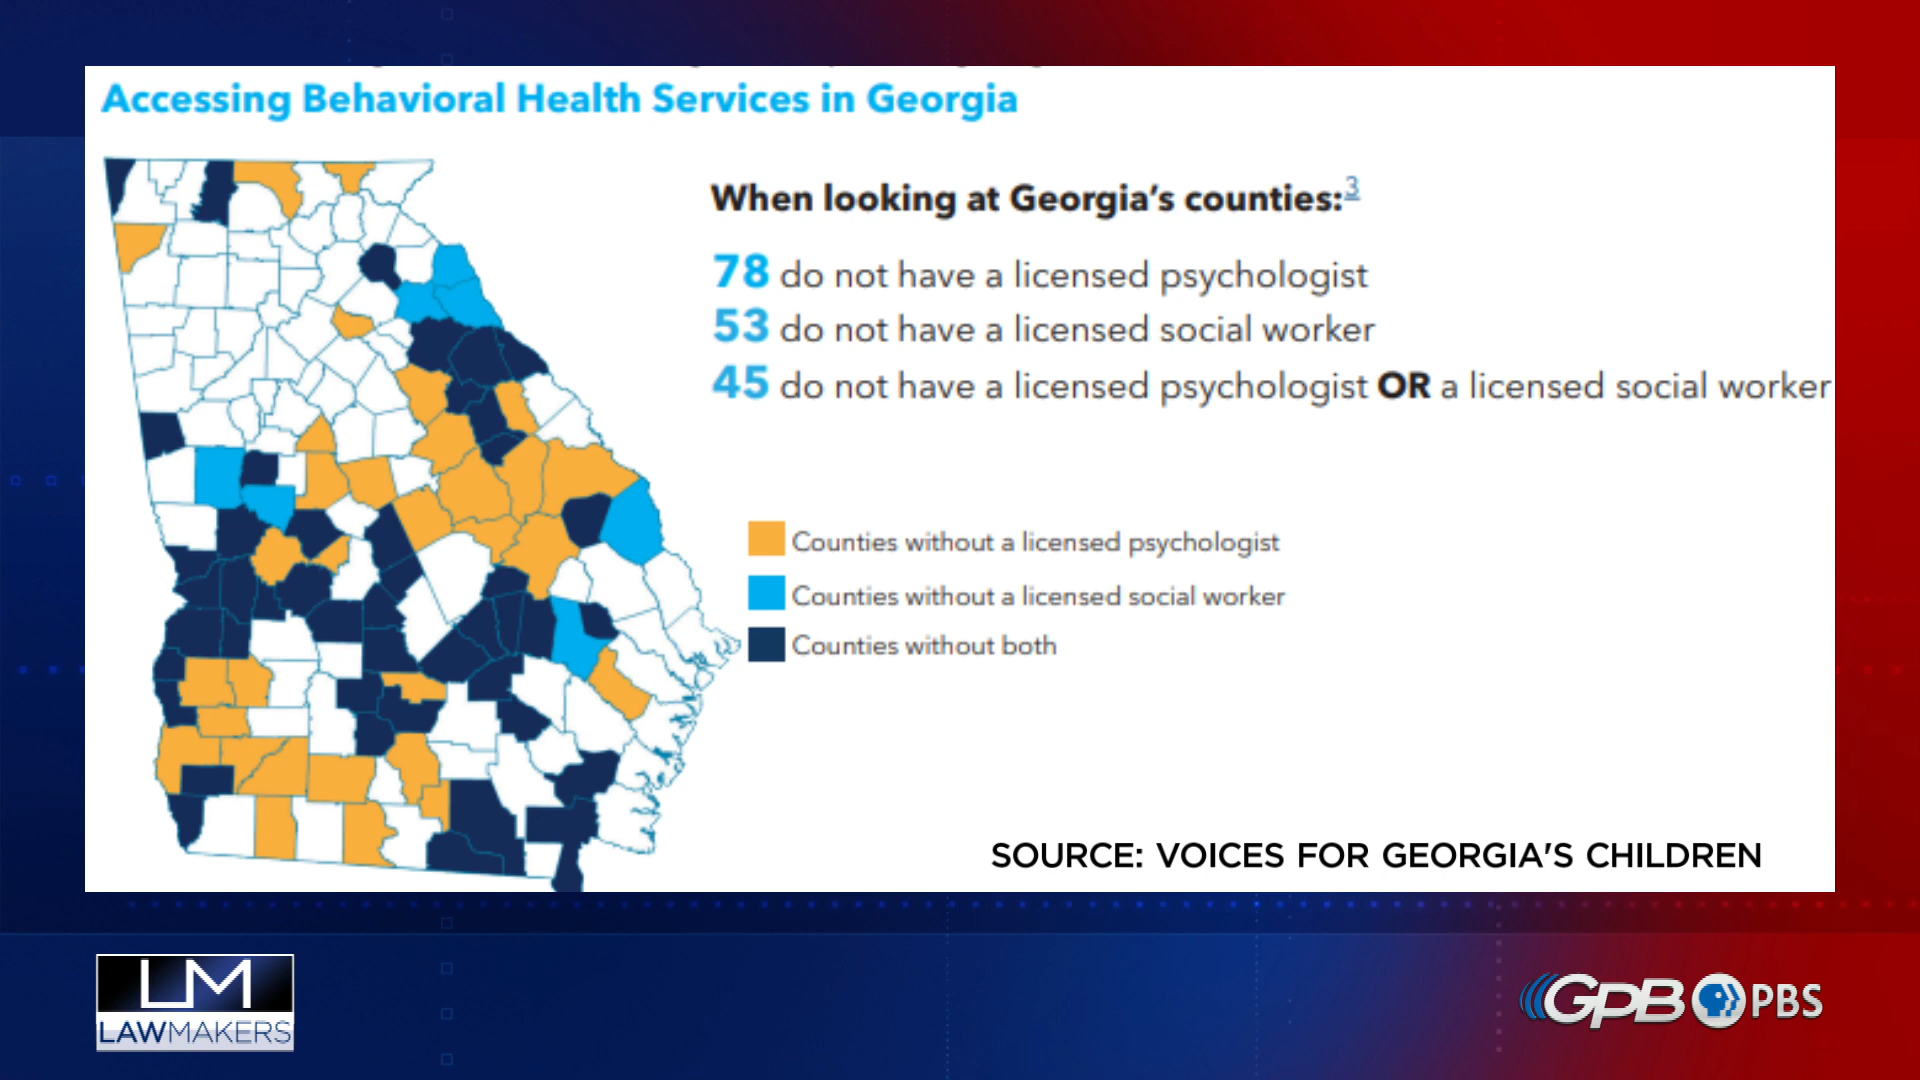 Accessing Behavioral Health Services in Georgia
When looking at Georgia's counties:3
78 do not have a licensed psychologist
53 do not have a licensed social worker
45 do not have a licensed psychologist OR a licensed social worker
Counties without a licensed psychologist
Counties without a licensed social worker
Counties without both
SOURCE: VOICES FOR GEORGIA'S CHILDREN
LM
LAWMAKERS
GPB PBS